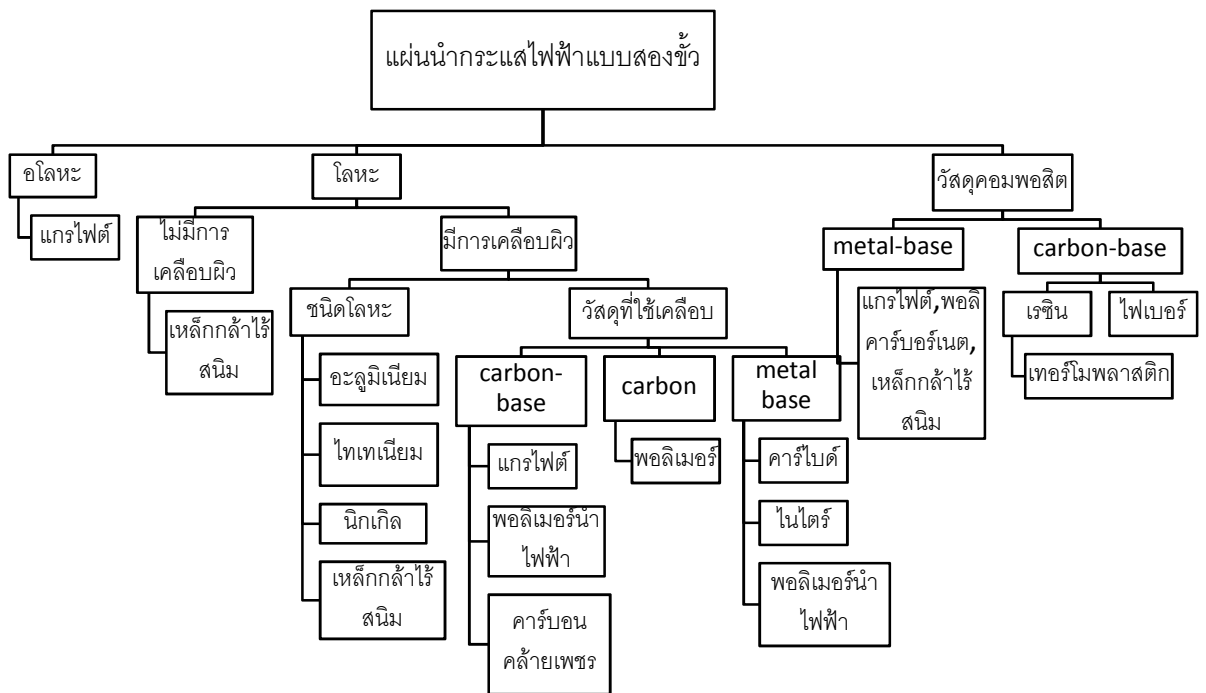 แผ่นนำกระแสไฟฟ้าแบบสองขั้ว
อโลหะ
แกรไฟต์
โลหะ
ไม่มีการ
เคลือบผิว
เหล็กกล้าไร้
สนิม
มีการเคลือบผิว
ชนิดโลหะ
อะลูมิเนียม
ไทเทเนียม
นิกเกิล
เหล็กกล้าไร้
สนิม
วัสดุที่ใช้เคลือบ
carbon-
base
แกรไฟต์
พอลิเมอร์นำ
ไฟฟ้า
คาร์บอน
คล้ายเพชร
carbon
พอลิเมอร์
metal
base
คาร์ไบด์
ไนไตร์
พอลิเมอร์นำ
ไฟฟ้า
วัสดุคอมพอสิต
metal-base
แกรไฟต์,พอลิ
คาร์บอร์เนต,
เหล็กกล้าไร้
สนิม
carbon-base
เรซิน
เทอร์โมพลาสติก
ไฟเบอร์